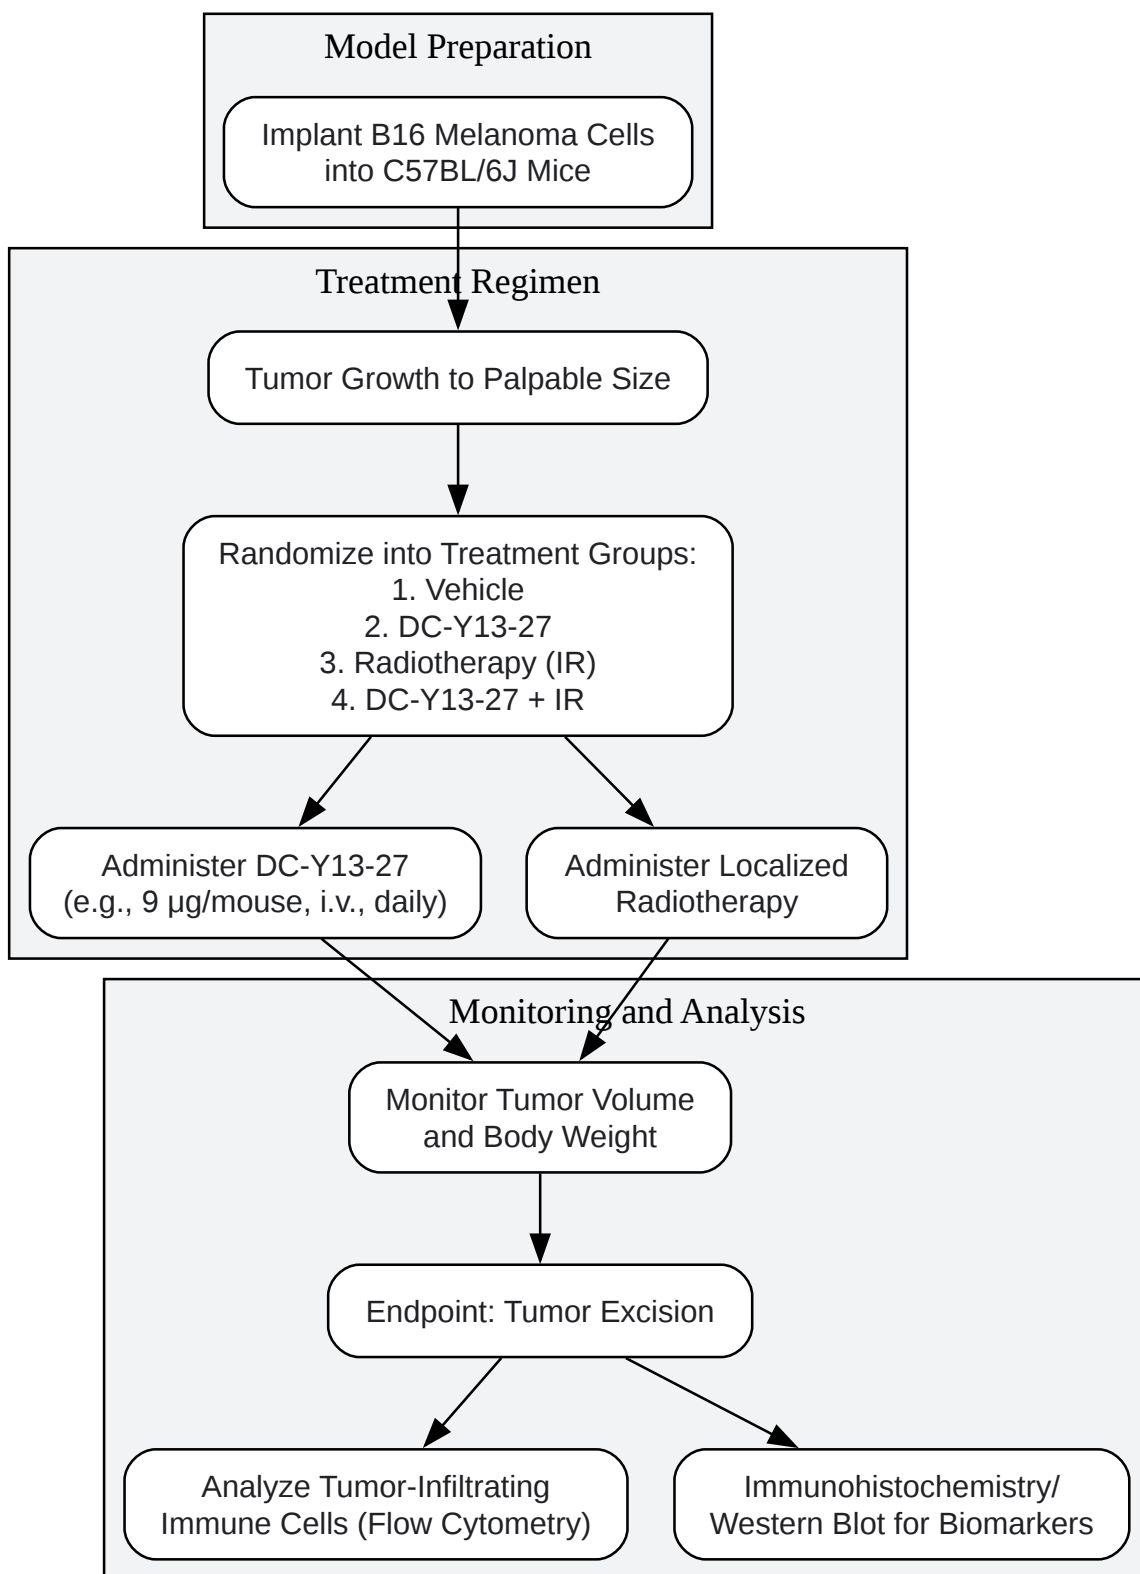 Model Preparation
Implant B16 Melanoma Cells
into C57BL/6J Mice
Treatment Regimen
Tumor Growth to Palpable Size
Randomize into Treatment Groups:
1. Vehicle
2. DC-Y13-27
3. Radiotherapy (IR)
4. DC-Y13-27 + IR
Administer DC-Y13-27
(e.g., 9 μg/mouse, i.v., daily)
Administer Localized
Radiotherapy
Monitoring and Analysis
Monitor Tumor Volume
and Body Weight
Endpoint: Tumor Excision
Analyze Tumor-Infiltrating
Immune Cells (Flow Cytometry)
Immunohistochemistry/
Western Blot for Biomarkers